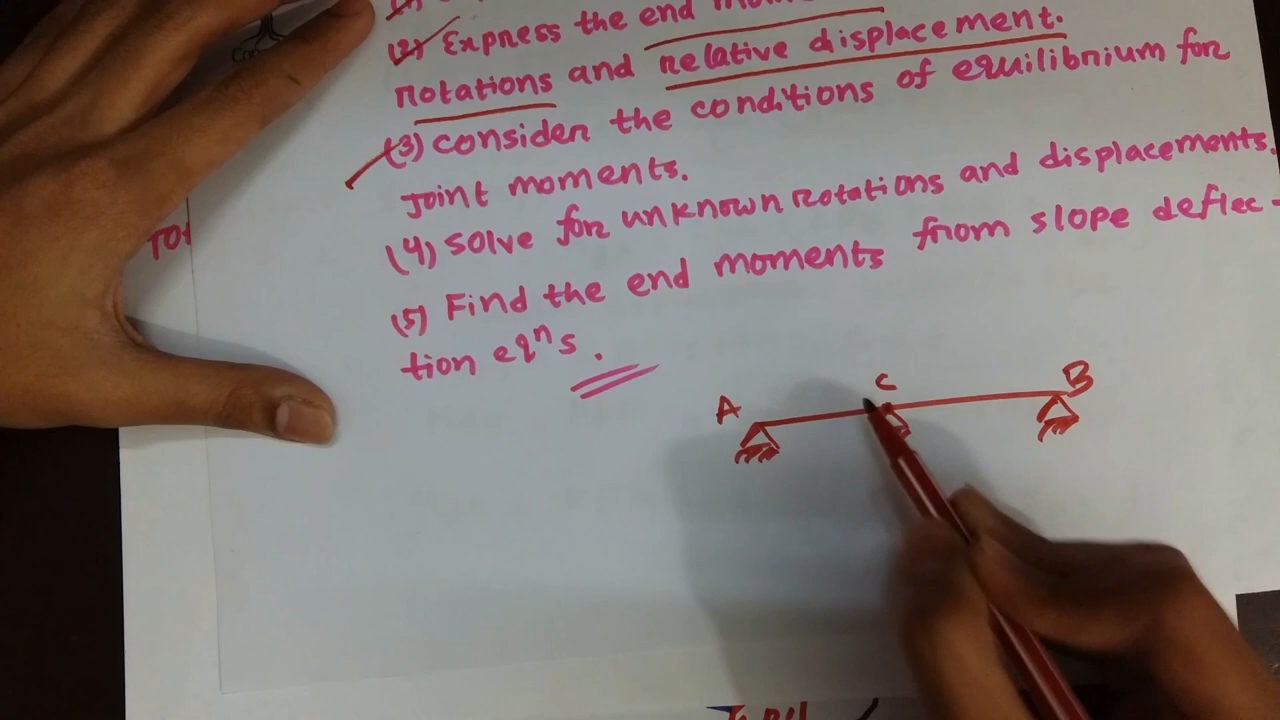 (2) Express the end
rotations and relative displacement.
(3) consider the conditions of equilibrium for
joint moments.
(4) solve for unknown rotations and displacements.
(5) Find the end moments from slope deflec-
tion eqⁿs.
A C B